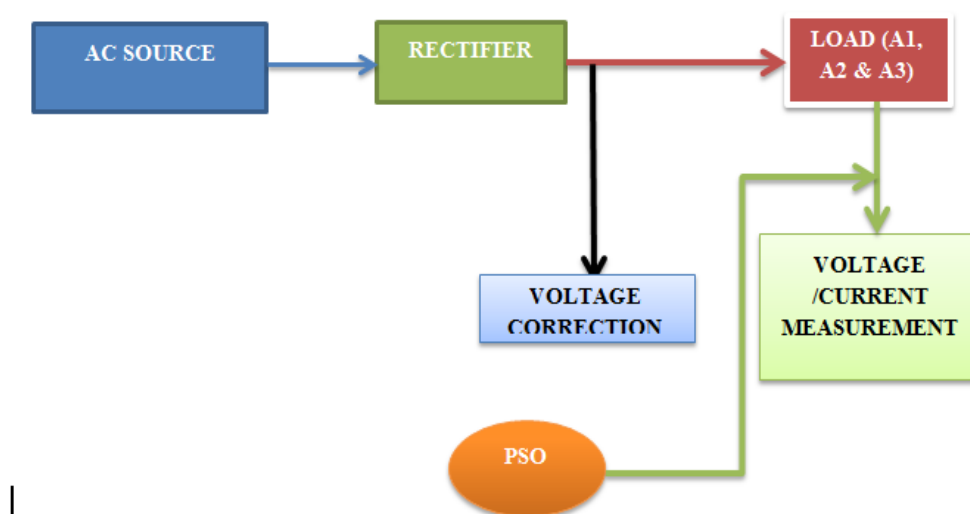 AC SOURCE
RECTIFIER
LOAD (A1,
A2 & A3)
VOLTAGE
CORRECTION
VOLTAGE
/CURRENT
MEASUREMENT
PSO